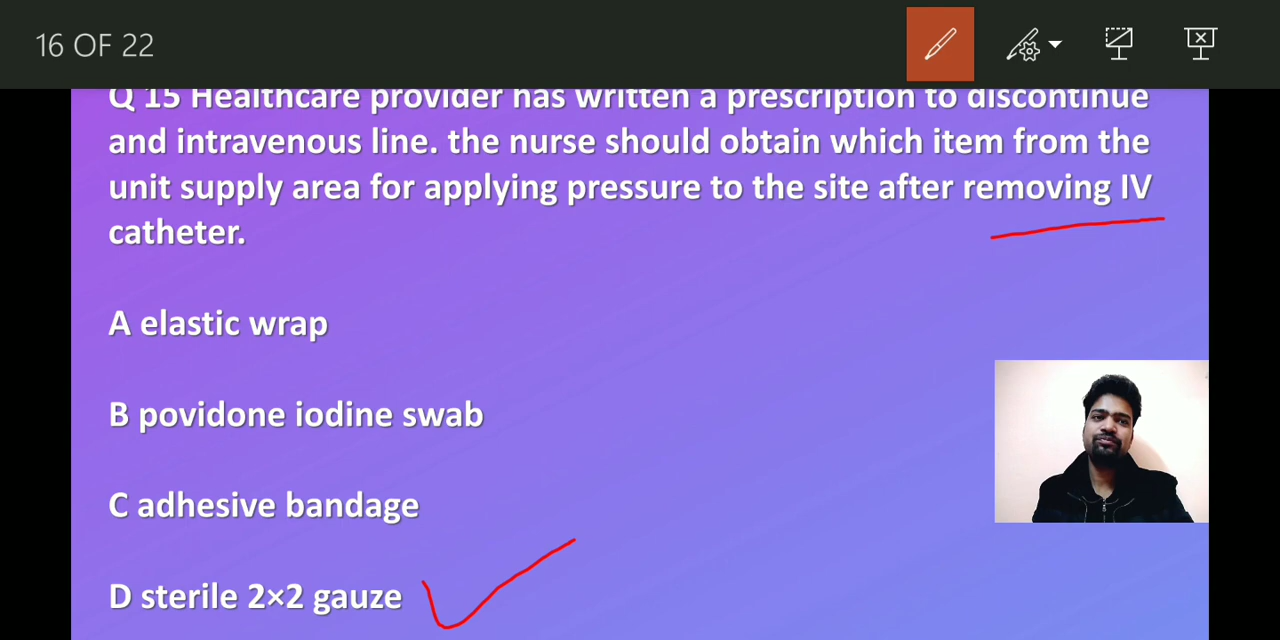 16 OF 22
Q 15 Healthcare provider has written a prescription to discontinue
and intravenous line. the nurse should obtain which item from the
unit supply area for applying pressure to the site after removing IV
catheter.
A elastic wrap
B povidone iodine swab
C adhesive bandage
D sterile 2×2 gauze